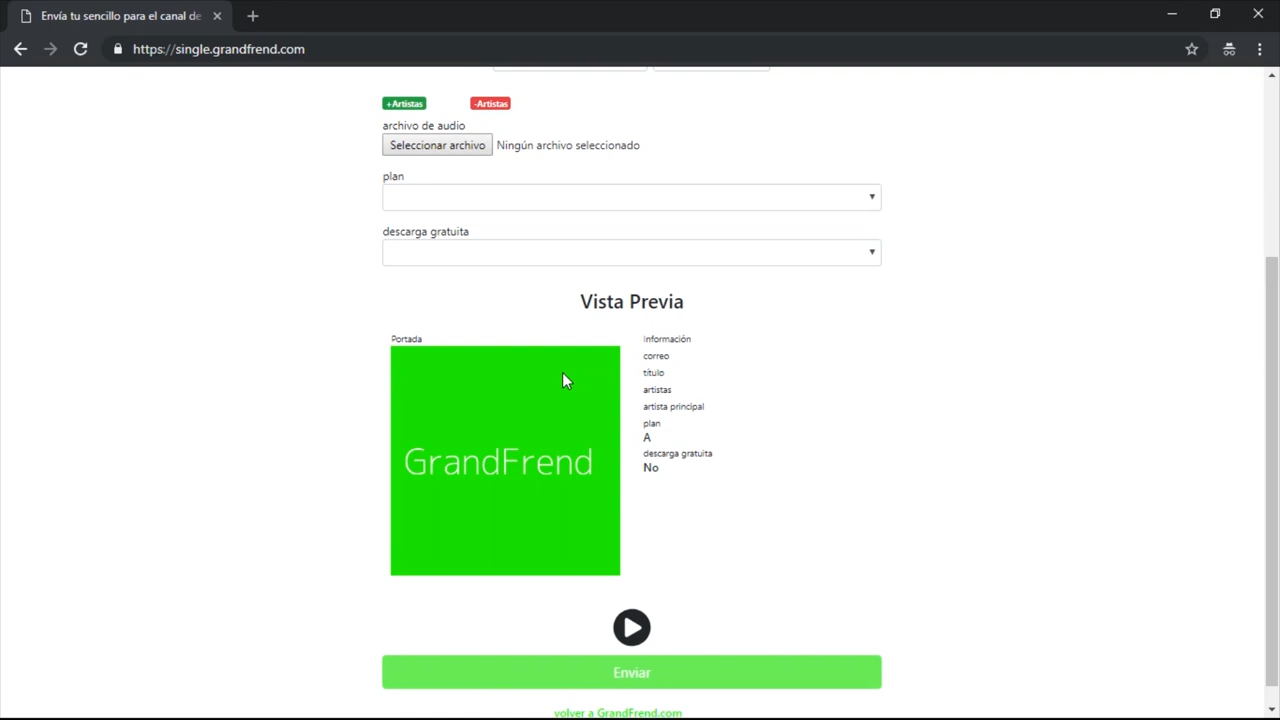 Envía tu sencillo para el canal de
https://single.grandfrend.com
+Artistas -Artistas
archivo de audio
Seleccionar archivo Ningún archivo seleccionado
plan
descarga gratuita
Vista Previa
Portada
GrandFrend
Información
correo
título
artistas
artista principal
plan
A
descarga gratuita
No
Enviar
volver a GrandFrend.com